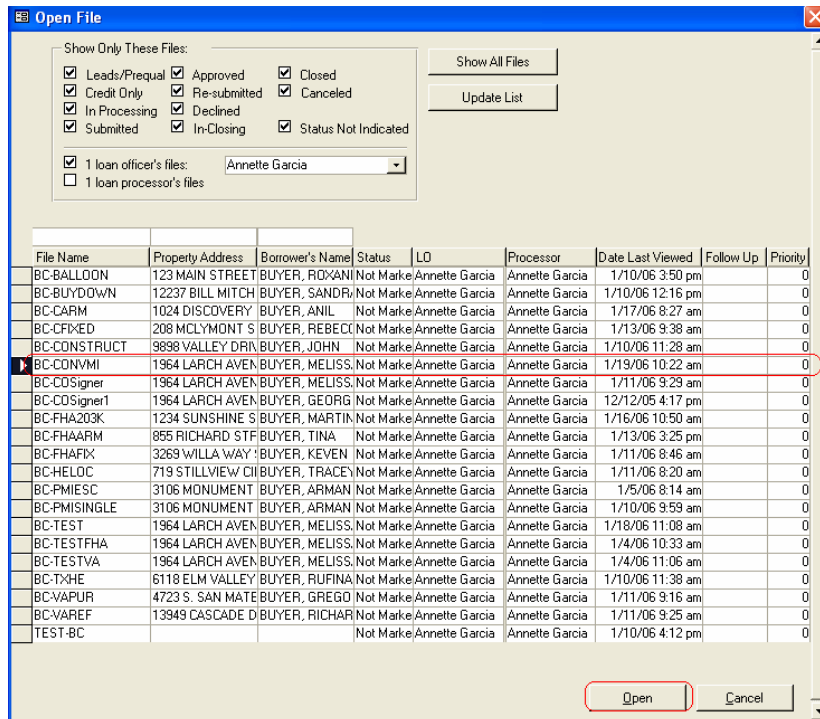 Open File
Show Only These Files:
Leads/Prequal Approved Closed
Credit Only Re-submitted Canceled
In Processing Declined
Submitted In-Closing Status Not Indicated
1 loan officer's files: Annette Garcia
1 loan processor's files
Show All Files
Update List
File Name Property Address Borrower's Name Status LO Processor Date Last Viewed Follow Up Priority
BC-BALLOON 123 MAIN STREET BUYER, ROXANI Not Marke Annette Garcia Annette Garcia 1/10/06 3:50 pm 0
BC-BUYDOWN 12237 BILL MITCH BUYER, SANDR Not Marke Annette Garcia Annette Garcia 1/10/06 12:16 pm 0
BC-CARM 1024 DISCOVERY BUYER, ANIL Not Marke Annette Garcia Annette Garcia 1/17/06 8:27 am 0
BC-CFIXED 208 MCLYMONT S BUYER, REBEC Not Marke Annette Garcia Annette Garcia 1/13/06 9:38 am 0
BC-CONSTRUCT 9898 VALLEY DRIV BUYER, JOHN Not Marke Annette Garcia Annette Garcia 1/10/06 11:28 am 0
BC-CONVMI 1964 LARCH AVEN BUYER, MELISS Not Marke Annette Garcia Annette Garcia 1/19/06 10:22 am 0
BC-COSigner 1964 LARCH AVEN BUYER, MELISS Not Marke Annette Garcia Annette Garcia 1/11/06 9:29 am 0
BC-COSigner1 1964 LARCH AVEN BUYER, GEORG Not Marke Annette Garcia Annette Garcia 12/12/05 4:17 pm 0
BC-FHA203K 1234 SUNSHINE S BUYER, MARTIN Not Marke Annette Garcia Annette Garcia 1/16/06 10:50 am 0
BC-FHAARM 855 RICHARD STF BUYER, TINA Not Marke Annette Garcia Annette Garcia 1/13/06 3:25 pm 0
BC-FHAFIX 3269 WILLA WAY BUYER, KEVEN Not Marke Annette Garcia Annette Garcia 1/11/06 8:46 am 0
BC-HELOC 719 STILLVIEW CII BUYER, TRACEY Not Marke Annette Garcia Annette Garcia 1/11/06 8:20 am 0
BC-PMIESC 3106 MONUMENT BUYER, ARMAN Not Marke Annette Garcia Annette Garcia 1/5/06 8:14 am 0
BC-PMISINGLE 3106 MONUMENT BUYER, ARMAN Not Marke Annette Garcia Annette Garcia 1/10/06 9:59 am 0
BC-TEST 1964 LARCH AVEN BUYER, MELISS Not Marke Annette Garcia Annette Garcia 1/18/06 11:08 am 0
BC-TESTFHA 1964 LARCH AVEN BUYER, MELISS Not Marke Annette Garcia Annette Garcia 1/4/06 10:33 am 0
BC-TESTVA 1964 LARCH AVEN BUYER, MELISS Not Marke Annette Garcia Annette Garcia 1/4/06 11:06 am 0
BC-TXHE 6118 ELM VALLEY BUYER, RUFINA Not Marke Annette Garcia Annette Garcia 1/10/06 11:38 am 0
BC-VAPUR 4723 S. SAN MATE BUYER, GREGO Not Marke Annette Garcia Annette Garcia 1/11/06 9:16 am 0
BC-VAREF 13949 CASCADE D BUYER, RICHAR Not Marke Annette Garcia Annette Garcia 1/11/06 9:25 am 0
TEST-BC Not Marke Annette Garcia Annette Garcia 1/10/06 4:12 pm 0
Open Cancel